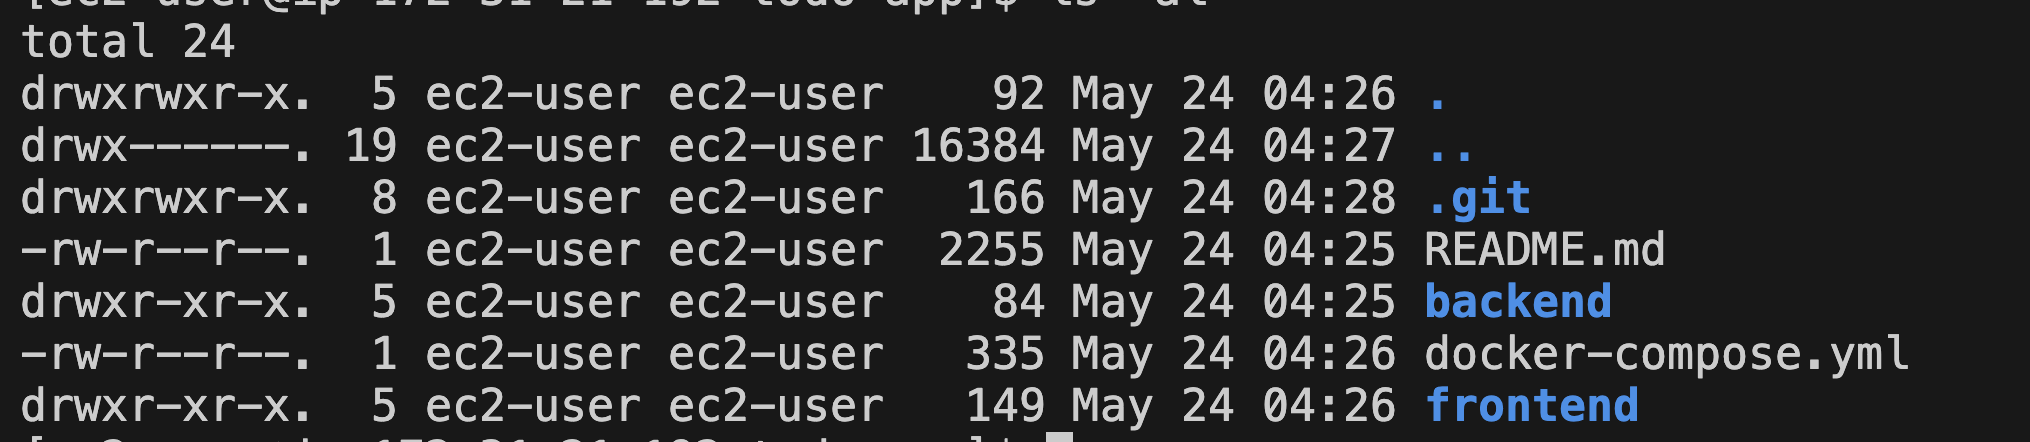 total 24
drwxrwxr-x.  5 ec2-user ec2-user    92 May 24 04:26 .
drwx------. 19 ec2-user ec2-user 16384 May 24 04:27 ..
drwxrwxr-x.  8 ec2-user ec2-user   166 May 24 04:28 .git
-rw-r--r--.  1 ec2-user ec2-user  2255 May 24 04:25 README.md
drwxr-xr-x.  5 ec2-user ec2-user    84 May 24 04:25 backend
-rw-r--r--.  1 ec2-user ec2-user   335 May 24 04:26 docker-compose.yml
drwxr-xr-x.  5 ec2-user ec2-user   149 May 24 04:26 frontend